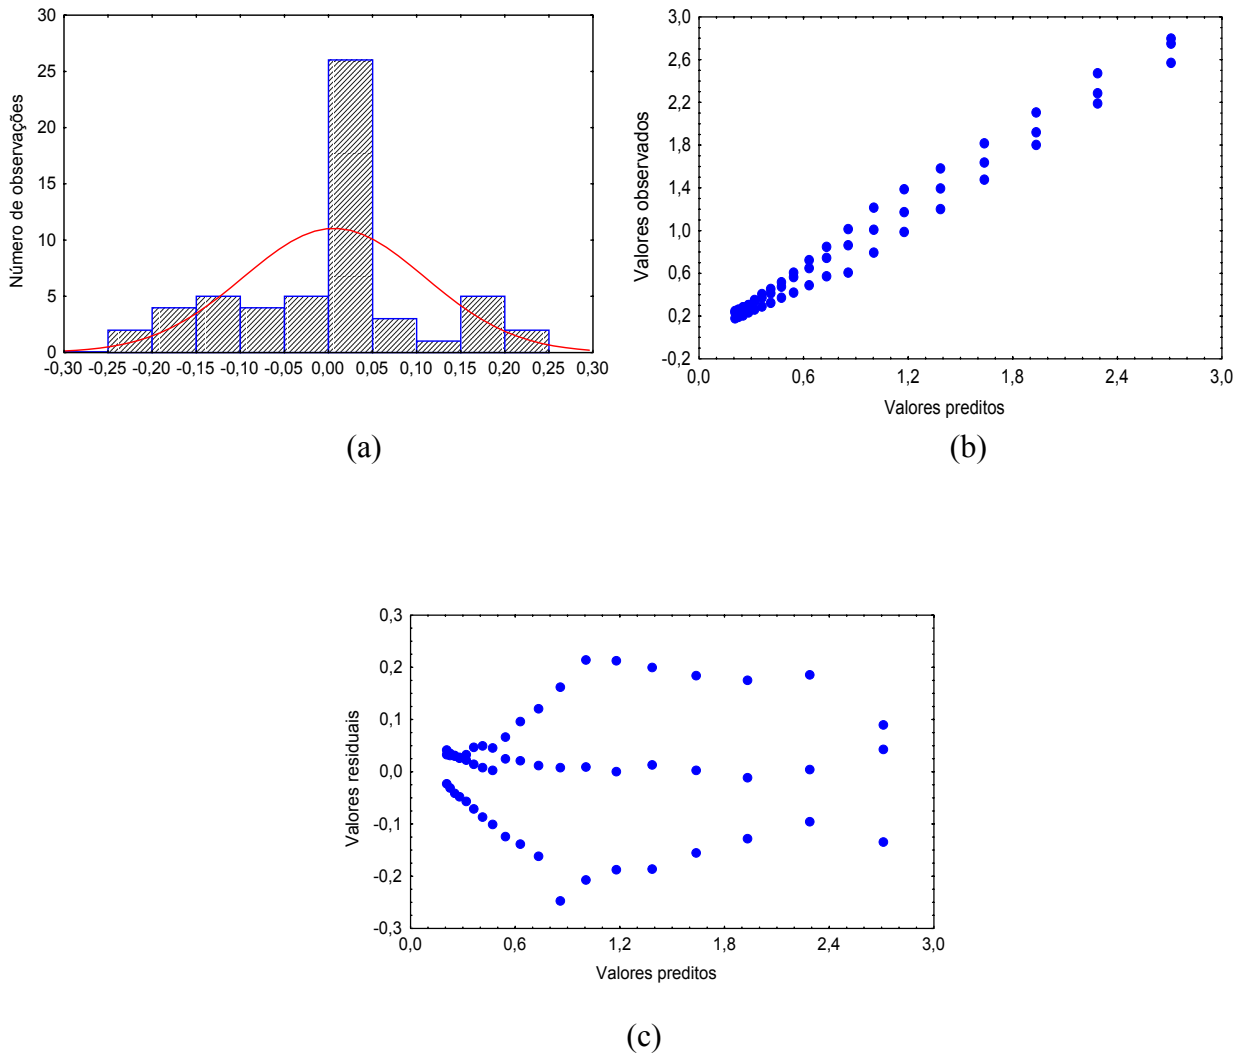 30
25
20
15
10
5
0
Número de observações
-0,30 -0,25 -0,20 -0,15 -0,10 -0,05 0,00 0,05 0,10 0,15 0,20 0,25 0,30
(a)
3,0
2,6
2,2
1,8
1,4
1,0
0,6
0,2
-0,2
Valores observados
0,0 0,6 1,2 1,8 2,4 3,0
Valores preditos
(b)
0,3
0,2
0,1
0,0
-0,1
-0,2
-0,3
Valores residuais
0,0 0,6 1,2 1,8 2,4 3,0
Valores preditos
(c)